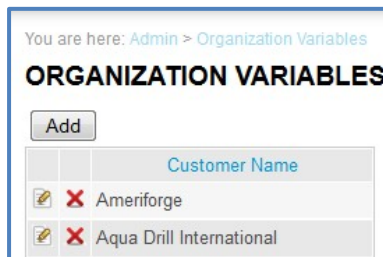 You are here: Admin > Organization Variables
ORGANIZATION VARIABLES
Add
Customer Name
Ameriforge
Aqua Drill International